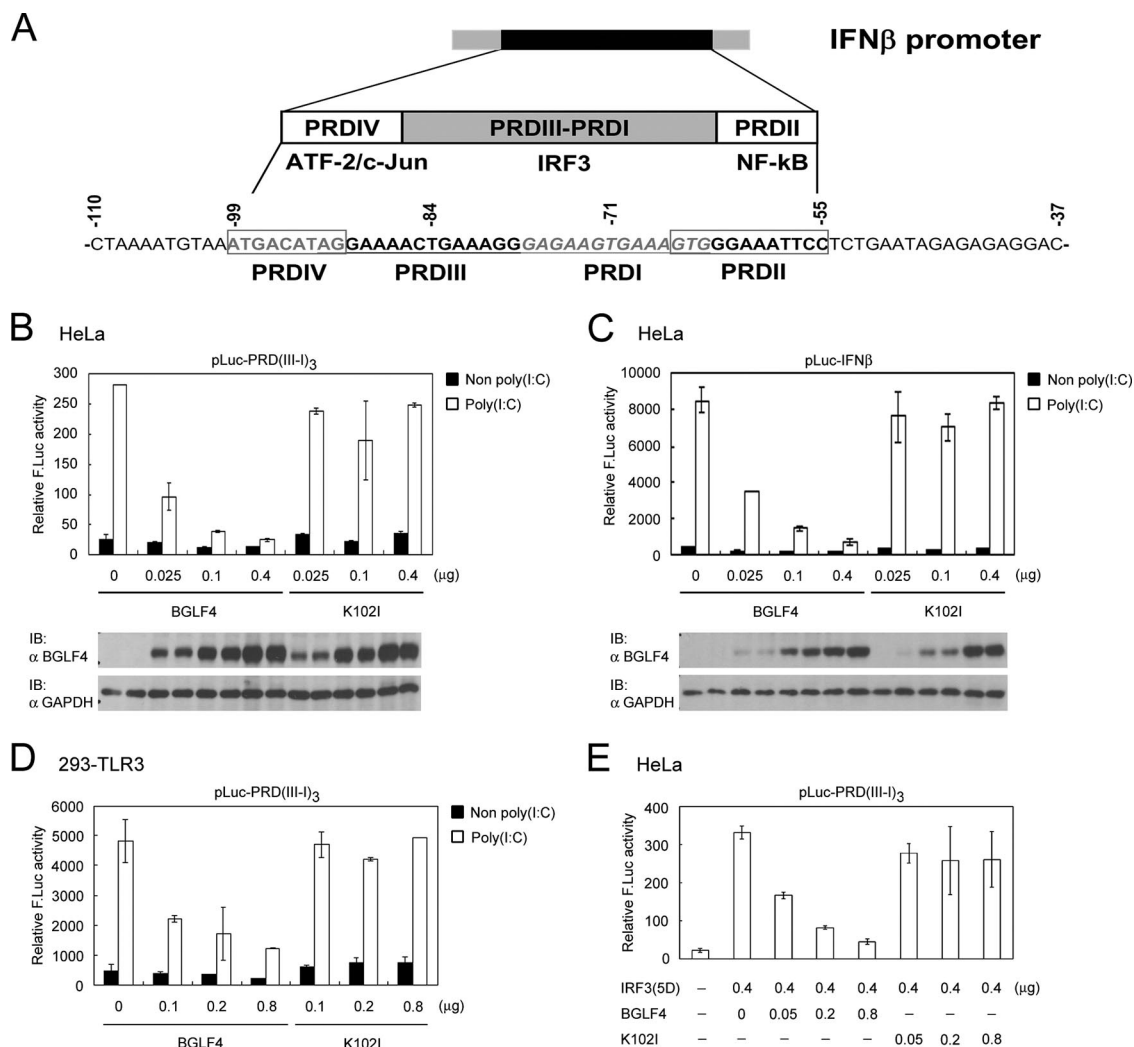 A
IFNβ promoter
PRDIV PRDIII-PRDI PRDII
ATF-2/c-Jun IRF3 NF-kB
-110 -99 -84 -71 -55 -37
-CTAAAATGTAAATGACATAGGAAAACTGAAAGGGAGAAGTGAAAGTGGGAAATTCCTCTGAATAGAGAGAGGAC-
PRDIV PRDIII PRDI PRDII
B HeLa
pLuc-PRD(III-I)3
Relative F.Luc activity
300
250
200
150
100
50
0
Non poly(I:C)
Poly(I:C)
0 0.025 0.1 0.4 0.025 0.1 0.4 (μg)
BGLF4 K102I
IB:
α BGLF4
IB:
α GAPDH
C HeLa
pLuc-IFNβ
Relative F.Luc activity
10000
8000
6000
4000
2000
0
Non poly(I:C)
Poly(I:C)
0 0.025 0.1 0.4 0.025 0.1 0.4 (μg)
BGLF4 K102I
IB:
α BGLF4
IB:
α GAPDH
D 293-TLR3
pLuc-PRD(III-I)3
Relative F.Luc activity
6000
5000
4000
3000
2000
1000
0
Non poly(I:C)
Poly(I:C)
0 0.1 0.2 0.8 0.1 0.2 0.8 (μg)
BGLF4 K102I
E HeLa
pLuc-PRD(III-I)3
Relative F.Luc activity
400
300
200
100
0
IRF3(5D) – 0.4 0.4 0.4 0.4 0.4 0.4 0.4 (μg)
BGLF4 – 0 0.05 0.2 0.8 – – –
K102I – – – – – 0.05 0.2 0.8